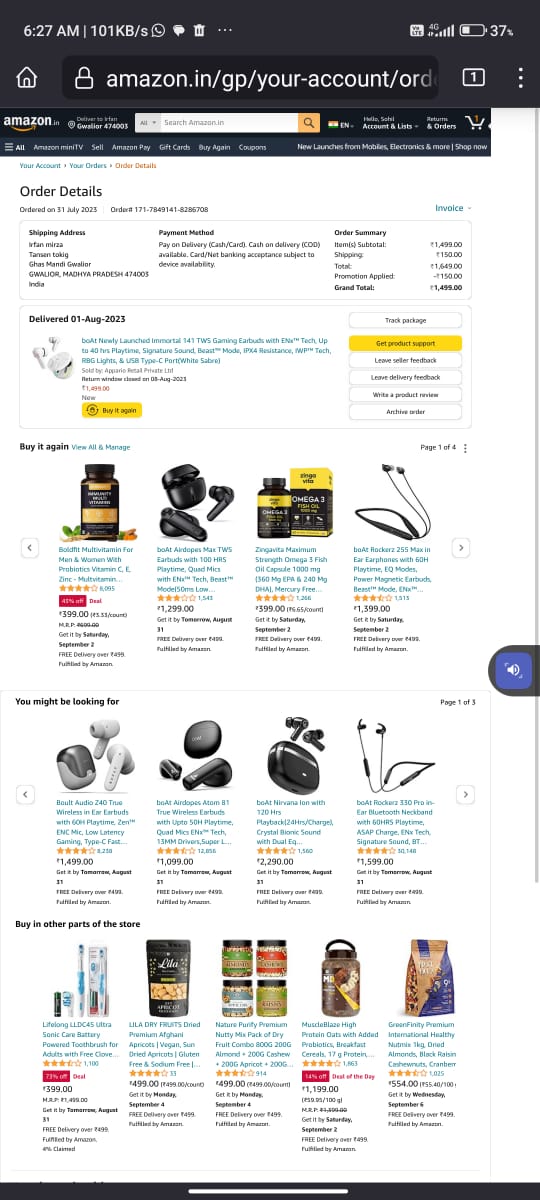 6:27 AM | 101KB/s ...
Vo LTE 4G 37%
amazon.in/gp/your-account/ord
1
amazon.in
Deliver to Irfan
Gwalior 474003
All
Search Amazon.in
EN
Hello, Sohil
Account & Lists
Returns
& Orders
1
All Amazon miniTV Sell Amazon Pay Gift Cards Buy Again Coupons
New Launches from Mobiles, Electronics & more | Shop now
Your Account › Your Orders › Order Details
Order Details
Ordered on 31 July 2023 | Order# 171-7849141-8286708
Invoice
Shipping Address
Irfan mirza
Tansen tokig
Ghas Mandi Gwalior
GWALIOR, MADHYA PRADESH 474003
India
Payment Method
Pay on Delivery (Cash/Card). Cash on delivery (COD)
available. Card/Net banking acceptance subject to
device availability.
Order Summary
Item(s) Subtotal: ₹1,499.00
Shipping: ₹150.00
Total: ₹1,649.00
Promotion Applied: -₹150.00
Grand Total: ₹1,499.00
Delivered 01-Aug-2023
boAt Newly Launched Immortal 141 TWS Gaming Earbuds with ENx™ Tech, Up
to 40 hrs Playtime, Signature Sound, Beast™ Mode, IPX4 Resistance, IWP™ Tech,
RBG Lights, & USB Type-C Port(White Sabre)
Sold by: Appario Retail Private Ltd
Return window closed on 08-Aug-2023
₹1,499.00
New
Buy it again
Track package
Get product support
Leave seller feedback
Leave delivery feedback
Write a product review
Archive order
Buy it again View All & Manage
Page 1 of 4
IMMUNITY
MULTI
VITAMIN
Boldfit Multivitamin For
Men & Women With
Probiotics Vitamin C, E,
Zinc - Multvitamin...
8,095
43% off Deal
₹399.00 (₹3.33/count)
M.R.P: ₹699.00
Get it by Saturday,
September 2
FREE Delivery over ₹499.
Fulfilled by Amazon.
boAt Airdopes Max TWS
Earbuds with 100 HRS
Playtime, Quad Mics
with ENx™ Tech, Beast™
Mode(50ms Low...
1,543
₹1,299.00
Get it by Tomorrow, August
31
FREE Delivery over ₹499.
Fulfilled by Amazon.
zinga
vita
OMEGA 3
FISH OIL
1000 mg
OMEGA 3
Zingavita Maximum
Strength Omega 3 Fish
Oil Capsule 1000 mg
(360 Mg EPA & 240 Mg
DHA), Mercury Free...
1,266
₹399.00 (₹6.65/count)
Get it by Saturday,
September 2
FREE Delivery over ₹499.
Fulfilled by Amazon.
boAt Rockerz 255 Max in
Ear Earphones with 60H
Playtime, EQ Modes,
Power Magnetic Earbuds,
Beast™ Mode, ENx™...
1,513
₹1,399.00
Get it by Saturday,
September 2
FREE Delivery over ₹499.
Fulfilled by Amazon.
You might be looking for
Page 1 of 3
Boult Audio Z40 True
Wireless in Ear Earbuds
with 60H Playtime, Zen™
ENC Mic, Low Latency
Gaming, Type-C Fast...
8,238
₹1,499.00
Get it by Tomorrow, August
31
FREE Delivery over ₹499.
Fulfilled by Amazon.
boAt Airdopes Atom 81
True Wireless Earbuds
with Upto 50H Playtime,
Quad Mics ENx™ Tech,
13MM Drivers,Super L...
12,856
₹1,099.00
Get it by Tomorrow, August
31
FREE Delivery over ₹499.
Fulfilled by Amazon.
boAt Nirvana Ion with
120 Hrs
Playback(24Hrs/Charge),
Crystal Bionic Sound
with Dual Eq...
1,560
₹2,290.00
Get it by Tomorrow, August
31
FREE Delivery over ₹499.
Fulfilled by Amazon.
boAt Rockerz 330 Pro in-
Ear Bluetooth Neckband
with 60HRS Playtime,
ASAP Charge, ENx Tech,
Signature Sound, BT...
30,148
₹1,599.00
Get it by Tomorrow, August
31
FREE Delivery over ₹499.
Fulfilled by Amazon.
Buy in other parts of the store
Lifelong LLDC45 Ultra
Sonic Care Battery
Powered Toothbrush for
Adults with Free Clove...
1,100
73% off Deal
₹399.00
M.R.P: ₹1,499.00
Get it by Tomorrow, August
31
FREE Delivery over ₹499.
Fulfilled by Amazon.
4% Claimed
Lila
APRICOT
LILA DRY FRUITS Dried
Premium Afghani
Apricots | Vegan, Sun
Dried Apricots | Gluten
Free & Sodium Free |...
33
₹499.00 (₹499.00/count)
Get it by Monday,
September 4
FREE Delivery over ₹499.
Nature Purify Premium
Nutty Mix Pack of Dry
Fruit Combo 800G 200G
Almond + 200G Cashew
+ 200G Apricot + 200G...
914
₹499.00 (₹499.00/count)
Get it by Monday,
September 4
FREE Delivery over ₹499.
MuscleBlaze High
Protein Oats with Added
Probiotics, Breakfast
Cereals, 17 g Protein,...
1,863
14% off Deal of the Day
₹1,199.00
(₹59.95/100 g)
M.R.P: ₹1,399.00
Get it by Saturday,
September 2
FREE Delivery over ₹499.
Fulfilled by Amazon.
GreenFinity Premium
International Healthy
Nutmix 1kg, Dried
Almonds, Black Raisin
Cashewnuts, Cranberr
1,025
₹554.00 (₹55.40/100
Get it by Wednesday,
September 6
FREE Delivery over ₹499.